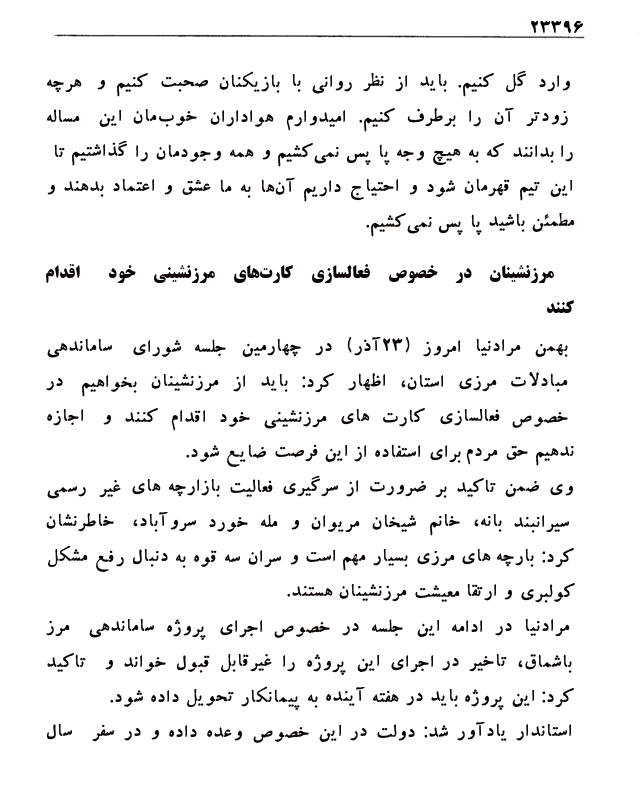 ۲۳۳۹۶
وارد گل کنیم. باید از نظر روانی با بازیکنان صحبت کنیم و هرچه
زودتر آن را برطرف کنیم. امیدوارم هواداران خوب‌مان این مساله
را بدانند که به هیچ وجه پا پس نمی‌کشیم و همه وجودمان را گذاشتیم تا
این تیم قهرمان شود و احتیاج داریم آن‌ها به ما عشق و اعتماد بدهند و
مطمئن باشید پا پس نمی‌کشیم.
مرزنشینان در خصوص فعالسازی کارت‌های مرزنشینی خود اقدام
کنند
بهمن مرادنیا امروز (۲۳آذر) در چهارمین جلسه شورای ساماندهی
مبادلات مرزی استان، اظهار کرد: باید از مرزنشینان بخواهیم در
خصوص فعالسازی کارت های مرزنشینی خود اقدام کنند و اجازه
ندهیم حق مردم برای استفاده از این فرصت ضایع شود.
وی ضمن تاکید بر ضرورت از سرگیری فعالیت بازارچه های غیر رسمی
سیرانبند بانه، خانم شیخان مریوان و مله خورد سروآباد، خاطرنشان
کرد: بارچه های مرزی بسیار مهم است و سران سه قوه به دنبال رفع مشکل
کولبری و ارتقا معیشت مرزنشینان هستند.
مرادنیا در ادامه این جلسه در خصوص اجرای پروژه ساماندهی مرز
باشماق، تاخیر در اجرای این پروژه را غیرقابل قبول خواند و تاکید
کرد: این پروژه باید در هفته آینده به پیمانکار تحویل داده شود.
استاندار یادآور شد: دولت در این خصوص وعده داده و در سفر سال